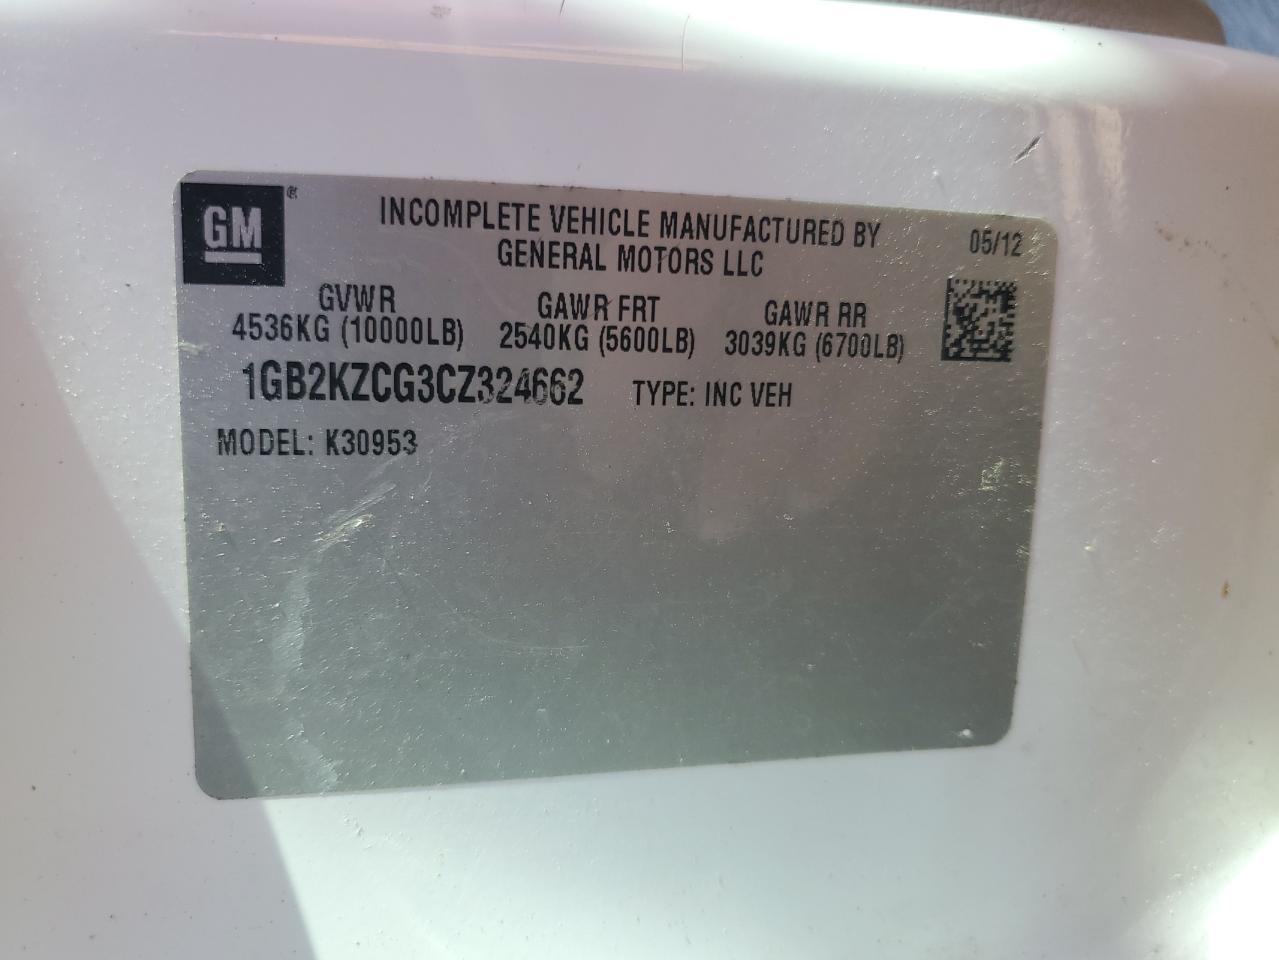 GM ®
INCOMPLETE VEHICLE MANUFACTURED BY
GENERAL MOTORS LLC
05/12
GVWR GAWR FRT GAWR RR
4536KG (10000LB) 2540KG (5600LB) 3039KG (6700LB)
1GB2KZCG3CZ324662 TYPE: INC VEH
MODEL: K30953